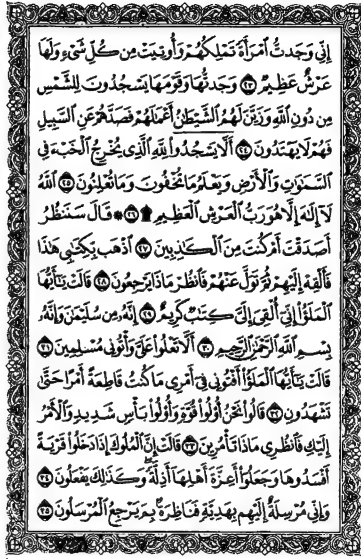 إِنِّي وَجَدتُّ ٱمْرَأَةً تَمْلِكُهُمْ وَأُوتِيَتْ مِن كُلِّ شَيْءٍ وَلَهَا
عَرْشٌ عَظِيمٌ ٢٣ وَجَدتُّهَا وَقَوْمَهَا يَسْجُدُونَ لِلشَّمْسِ
مِن دُونِ ٱللَّهِ وَزَيَّنَ لَهُمُ ٱلشَّيْطَٰنُ أَعْمَٰلَهُمْ فَصَدَّهُمْ عَنِ ٱلسَّبِيلِ
فَهُمْ لَا يَهْتَدُونَ ٢٤ أَلَّا يَسْجُدُوا۟ لِلَّهِ ٱلَّذِي يُخْرِجُ ٱلْخَبْءَ فِي
ٱلسَّمَٰوَٰتِ وَٱلْأَرْضِ وَيَعْلَمُ مَا تُخْفُونَ وَمَا تُعْلِنُونَ ٢٥ ٱللَّهُ
لَآ إِلَٰهَ إِلَّا هُوَ رَبُّ ٱلْعَرْشِ ٱلْعَظِيمِ ۩ ٢٦ ۞ قَالَ سَنَنظُرُ
أَصَدَقْتَ أَمْ كُنتَ مِنَ ٱلْكَٰذِبِينَ ٢٧ ٱذْهَب بِّكِتَٰبِي هَٰذَا
فَأَلْقِهْ إِلَيْهِمْ ثُمَّ تَوَلَّ عَنْهُمْ فَٱنظُرْ مَاذَا يَرْجِعُونَ ٢٨ قَالَتْ يَٰٓأَيُّهَا
ٱلْمَلَؤُا۟ إِنِّيٓ أُلْقِيَ إِلَيَّ كِتَٰبٌ كَرِيمٌ ٢٩ إِنَّهُۥ مِن سُلَيْمَٰنَ وَإِنَّهُۥ
بِسْمِ ٱللَّهِ ٱلرَّحْمَٰنِ ٱلرَّحِيمِ ٣٠ أَلَّا تَعْلُوا۟ عَلَيَّ وَأْتُونِي مُسْلِمِينَ ٣١
قَالَتْ يَٰٓأَيُّهَا ٱلْمَلَؤُا۟ أَفْتُونِي فِيٓ أَمْرِي مَا كُنتُ قَاطِعَةً أَمْرًا حَتَّىٰ
تَشْهَدُونِ ٣٢ قَالُوا۟ نَحْنُ أُو۟لُوا۟ قُوَّةٍ وَأُو۟لُوا۟ بَأْسٍ شَدِيدٍ وَٱلْأَمْرُ
إِلَيْكِ فَٱنظُرِي مَاذَا تَأْمُرِينَ ٣٣ قَالَتْ إِنَّ ٱلْمُلُوكَ إِذَا دَخَلُوا۟ قَرْيَةً
أَفْسَدُوهَا وَجَعَلُوٓا۟ أَعِزَّةَ أَهْلِهَآ أَذِلَّةً ۖ وَكَذَٰلِكَ يَفْعَلُونَ ٣٤
وَإِنِّي مُرْسِلَةٌ إِلَيْهِم بِهَدِيَّةٍ فَنَاظِرَةٌۢ بِمَ يَرْجِعُ ٱلْمُرْسَلُونَ ٣٥